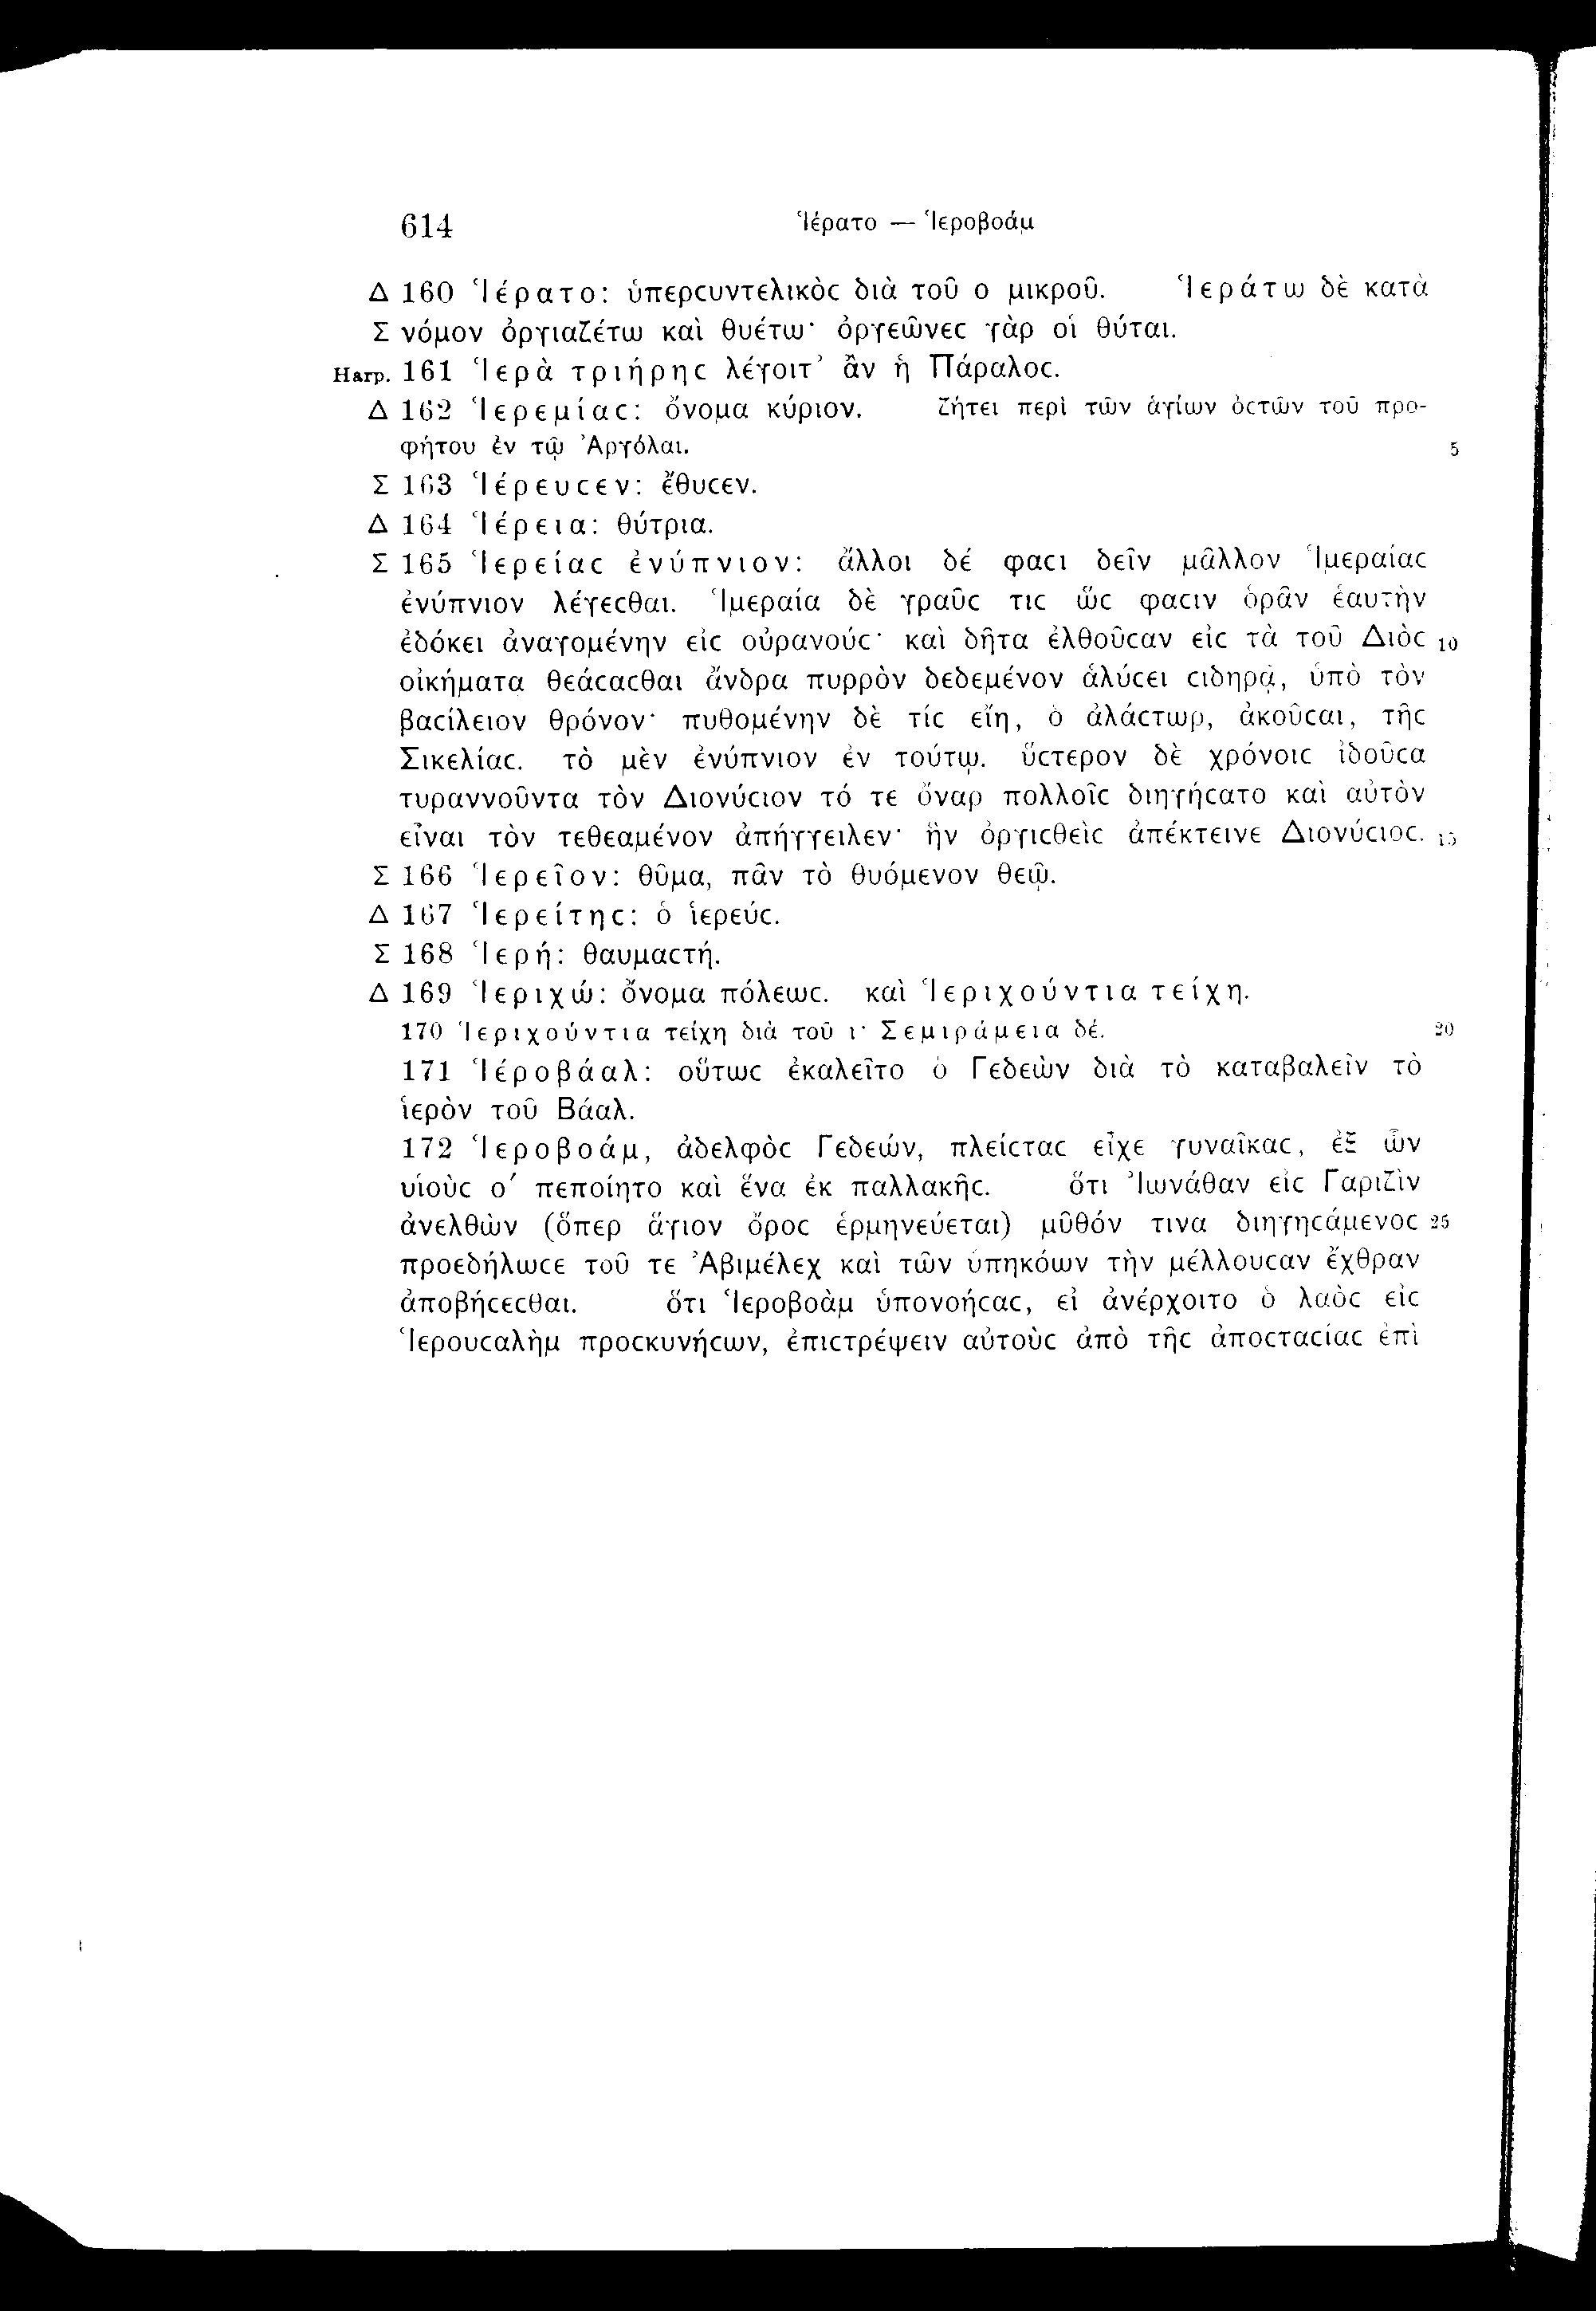 614 Ἱέρατο — Ἱεροβοάμ
Δ 160 Ἱέρατο: ὑπερϲυντελικὸϲ διὰ τοῦ ο μικροῦ. Ἱεράτω δὲ κατὰ
Σ νόμον ὀργιαζέτω καὶ θυέτω· ὀργεῶνεϲ γὰρ οἱ θύται.
Harp. 161 Ἱερὰ τριήρηϲ λέγοιτ’ ἂν ἡ Πάραλοϲ.
Δ 162 Ἱερεμίαϲ: ὄνομα κύριον. ζήτει περὶ τῶν ἁγίων ὀϲτῶν τοῦ προ-
φήτου ἐν τῷ Ἀργόλαι. 5
Σ 163 Ἱέρευϲεν: ἔθυϲεν.
Δ 164 Ἱέρεια: θύτρια.
Σ 165 Ἱερείαϲ ἐνύπνιον: ἄλλοι δέ φαϲι δεῖν μᾶλλον Ἱμεραίαϲ
ἐνύπνιον λέγεϲθαι. Ἱμεραία δὲ γραῦϲ τιϲ ὥϲ φαϲιν ὁρᾶν ἑαυτὴν
ἐδόκει ἀναγομένην εἰϲ οὐρανούϲ· καὶ δῆτα ἐλθοῦϲαν εἰϲ τὰ τοῦ Διὸϲ 10
οἰκήματα θεάϲαϲθαι ἄνδρα πυρρὸν δεδεμένον ἁλύϲει ϲιδηρᾷ, ὑπὸ τὸν
βαϲίλειον θρόνον· πυθομένην δὲ τίϲ εἴη, ὁ ἀλάϲτωρ, ἀκοῦϲαι, τῆϲ
Σικελίαϲ. τὸ μὲν ἐνύπνιον ἐν τούτῳ. ὕϲτερον δὲ χρόνοιϲ ἰδοῦϲα
τυραννοῦντα τὸν Διονύϲιον τό τε ὄναρ πολλοῖϲ διηγήϲατο καὶ αὐτὸν
εἶναι τὸν τεθεαμένον ἀπήγγειλεν· ἣν ὀργιϲθεὶϲ ἀπέκτεινε Διονύϲιοϲ. 15
Σ 166 Ἱερεῖον: θῦμα, πᾶν τὸ θυόμενον θεῷ.
Δ 167 Ἱερείτηϲ: ὁ ἱερεύϲ.
Σ 168 Ἱερή: θαυμαϲτή.
Δ 169 Ἱεριχώ: ὄνομα πόλεωϲ. καὶ Ἱεριχούντια τείχη.
170 Ἱεριχούντια τείχη διὰ τοῦ ι· Σεμιράμεια δέ. 20
171 Ἱέροβάαλ: οὕτωϲ ἐκαλεῖτο ὁ Γεδεὼν διὰ τὸ καταβαλεῖν τὸ
ἱερὸν τοῦ Βάαλ.
172 Ἱεροβοάμ, ἀδελφὸϲ Γεδεών, πλείϲταϲ εἶχε γυναῖκαϲ, ἐξ ὧν
υἱοὺϲ ο΄ πεποίητο καὶ ἕνα ἐκ παλλακῆϲ. ὅτι Ἰωνάθαν εἰϲ Γαριζὶν
ἀνελθὼν (ὅπερ ἅγιον ὄροϲ ἑρμηνεύεται) μῦθόν τινα διηγηϲάμενοϲ 25
προεδήλωϲε τοῦ τε Ἀβιμέλεχ καὶ τῶν ὑπηκόων τὴν μέλλουϲαν ἔχθραν
ἀποβήϲεϲθαι. ὅτι Ἱεροβοὰμ ὑπονοήϲαϲ, εἰ ἀνέρχοιτο ὁ λαὸϲ εἰϲ
Ἱερουϲαλὴμ προϲκυνήϲων, ἐπιϲτρέψειν αὐτοὺϲ ἀπὸ τῆϲ ἀποϲταϲίαϲ ἐπὶ